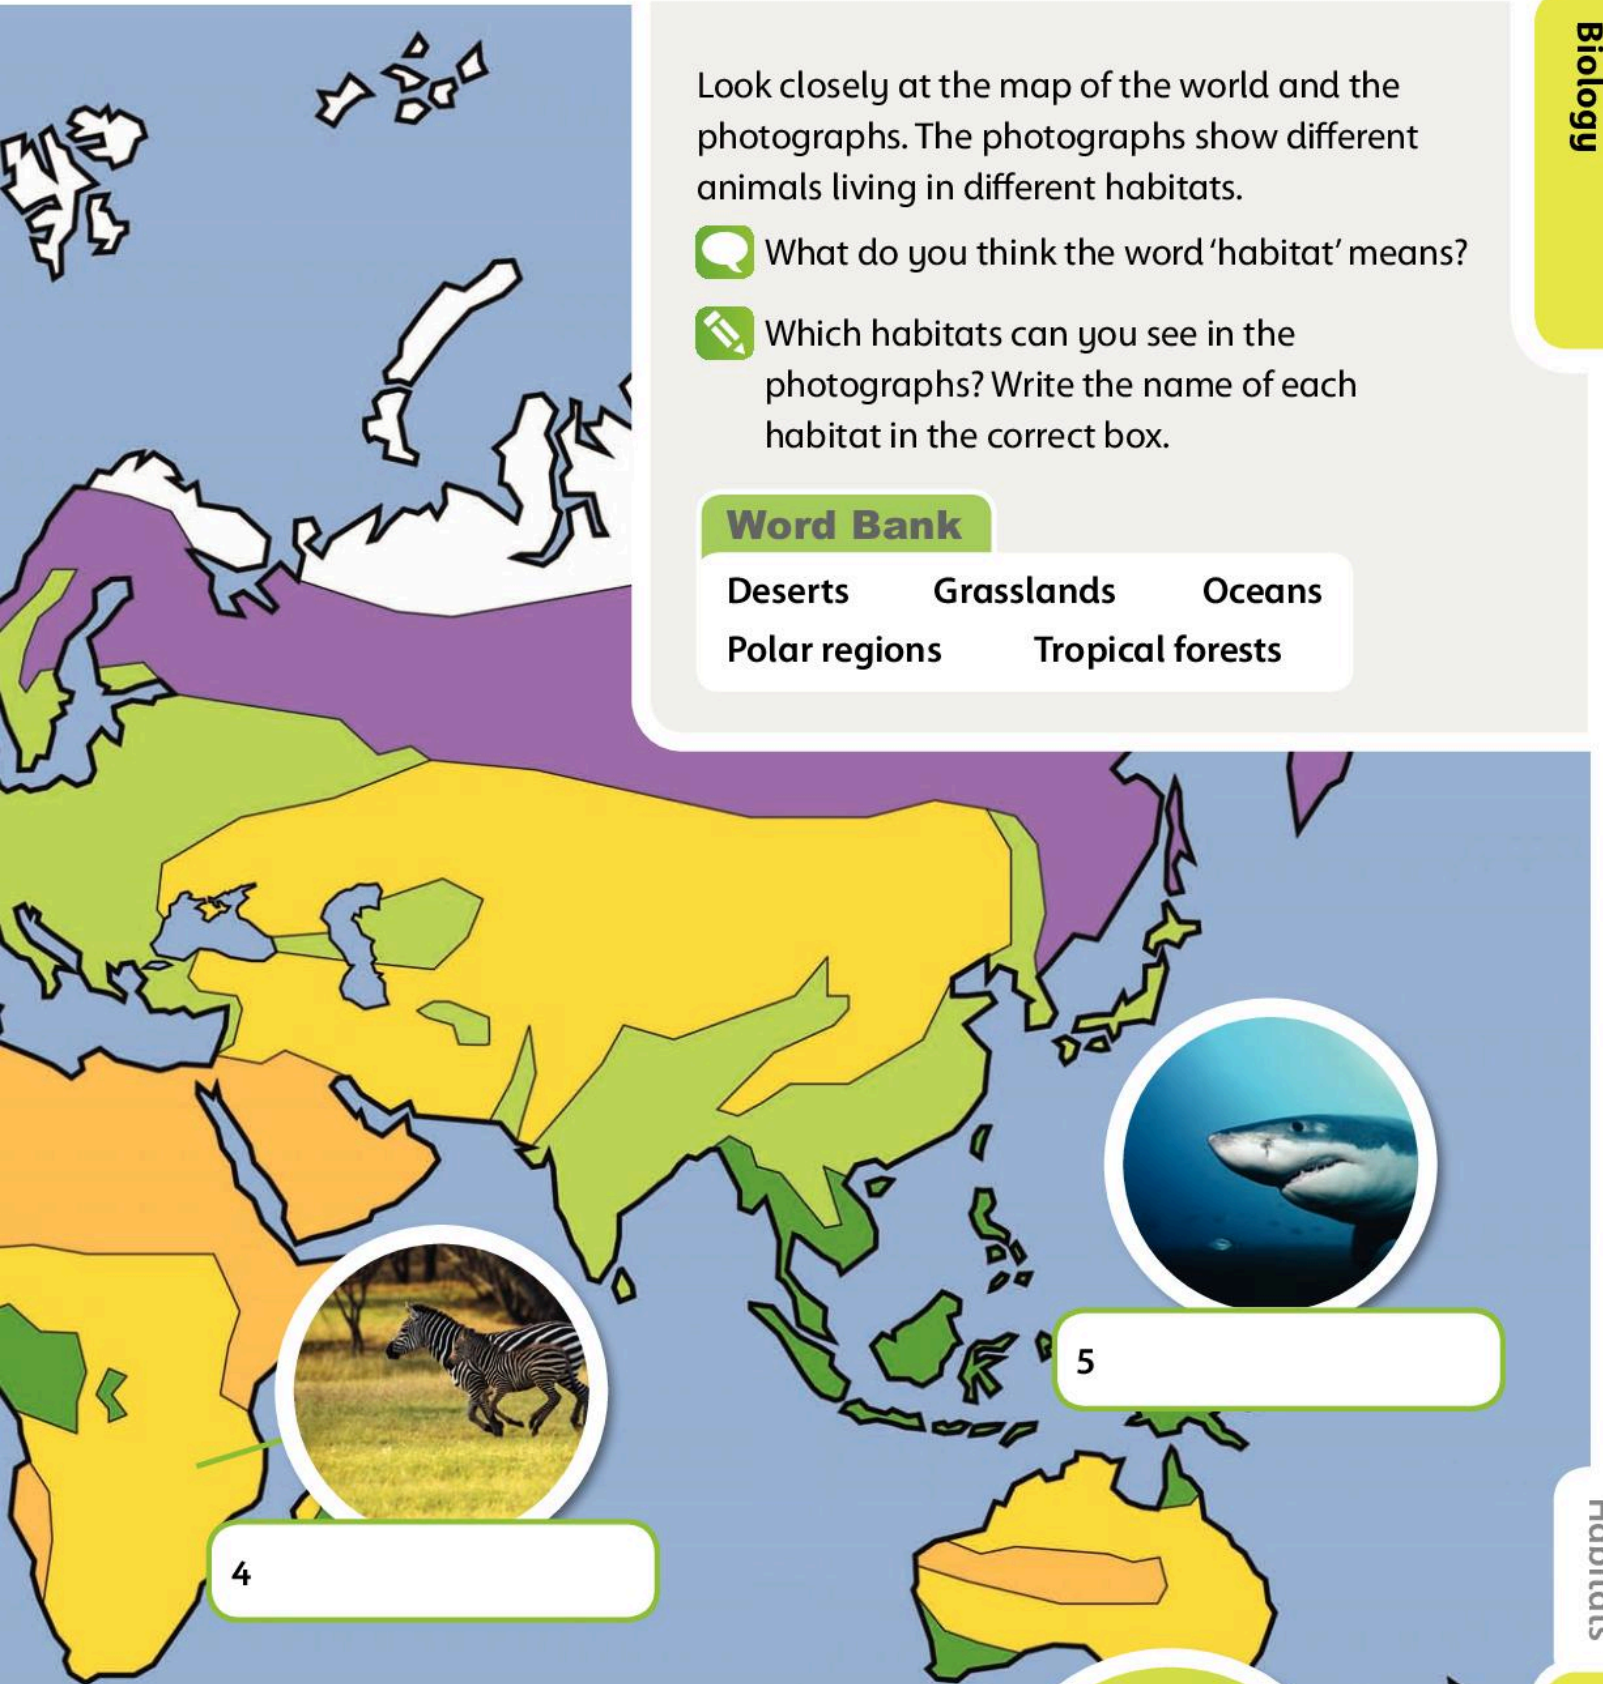 Biology
Look closely at the map of the world and the
photographs. The photographs show different
animals living in different habitats.
What do you think the word ‘habitat’ means?
Which habitats can you see in the
photographs? Write the name of each
habitat in the correct box.
Word Bank
Deserts Grasslands Oceans
Polar regions Tropical forests
5
4
Habitats